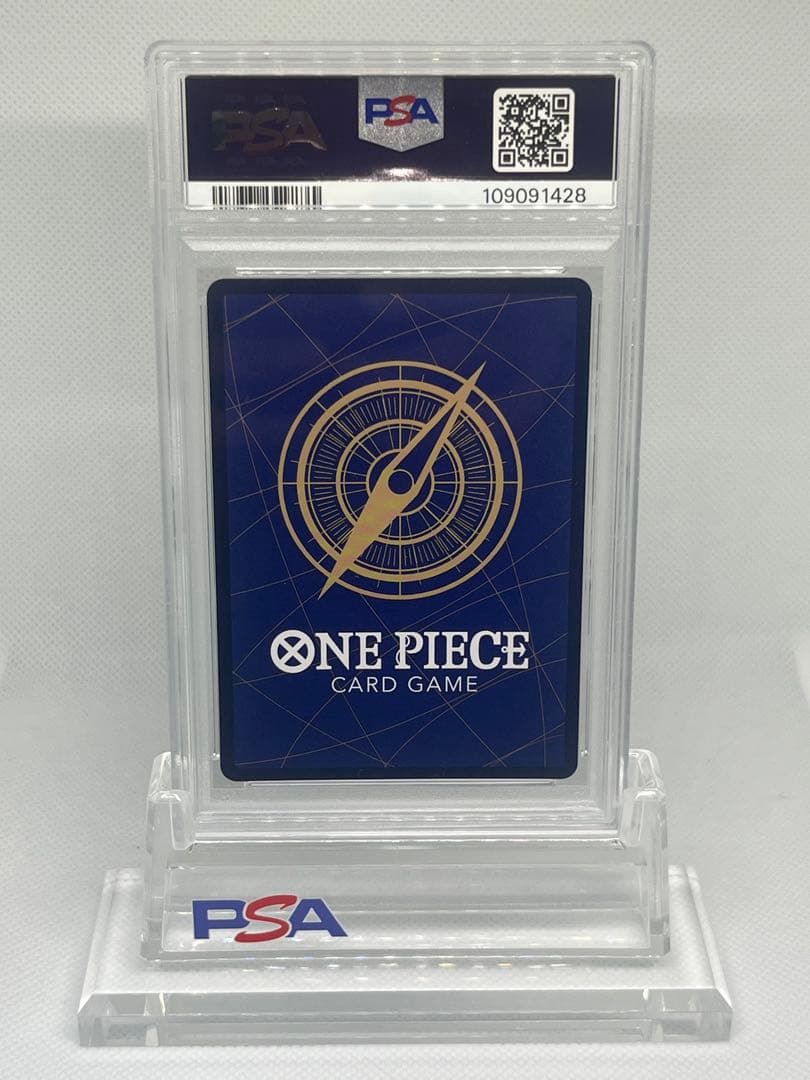 PSA
PSA
109091428
ONE PIECE
CARD GAME
PSA